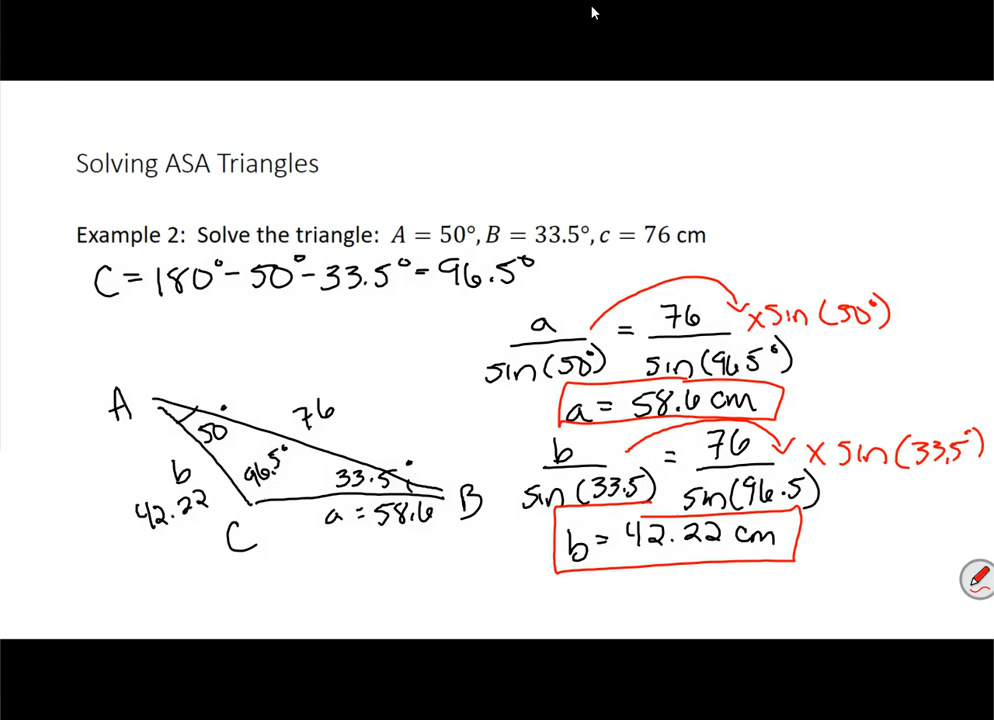 Solving ASA Triangles
Example 2: Solve the triangle: A = 50°, B = 33.5°, c = 76 cm
C = 180° - 50° - 33.5° = 96.5°
a / sin(50°) = 76 / sin(96.5°) x sin(50°)
a = 58.6 cm
b / sin(33.5) = 76 / sin(96.5) x sin(33.5°)
b = 42.22 cm
A
50°
76
b
42.22
96.5°
33.5°
B
a = 58.6
C